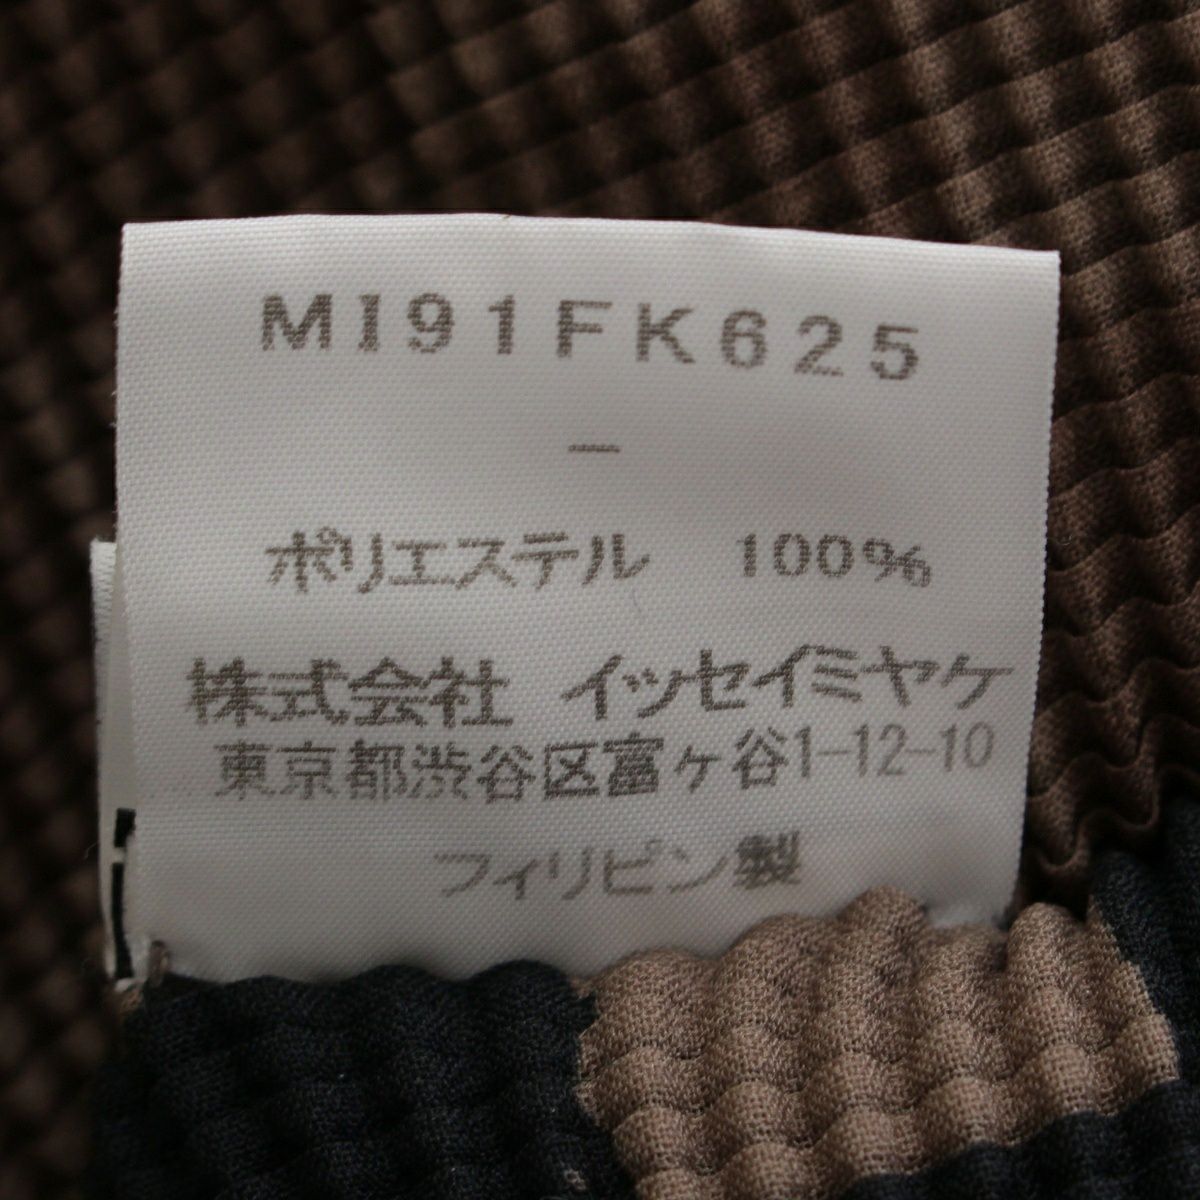 MI91FK625
–
ポリエステル 100%
株式会社 イッセイミヤケ
東京都渋谷区富ヶ谷1-12-10
フィリピン製